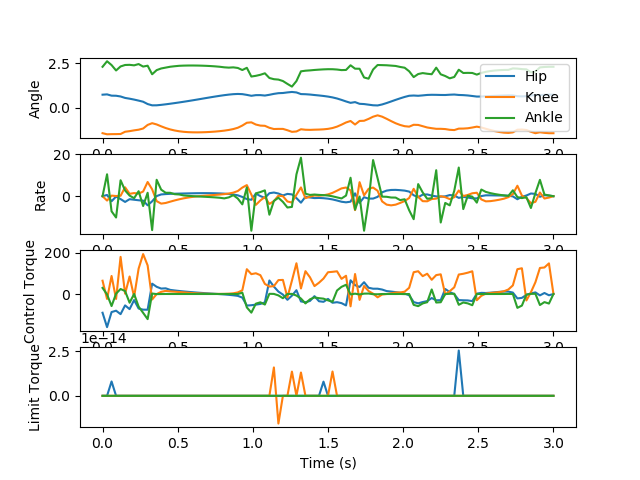 2.5
0.0
Angle
Hip
Knee
Ankle
0.0 0.5 1.0 1.5 2.0 2.5 3.0
20
0
Rate
0.0 0.5 1.0 1.5 2.0 2.5 3.0
200
0
Control Torque
0.0 0.5 1.0 1.5 2.0 2.5 3.0
1e−14
2.5
0.0
Limit Torque
0.0 0.5 1.0 1.5 2.0 2.5 3.0
Time (s)